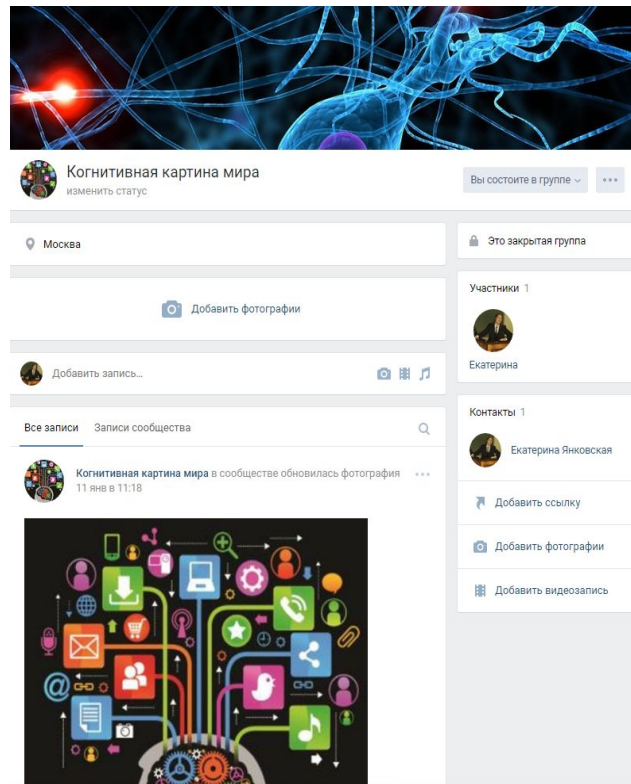 Когнитивная картина мира
изменить статус
Вы состоите в группе
Москва
Добавить фотографии
Добавить запись...
Все записи Записи сообщества
Когнитивная картина мира в сообществе обновилась фотография
11 янв в 11:18
@
Это закрытая группа
Участники 1
Екатерина
Контакты 1
Екатерина Янковская
Добавить ссылку
Добавить фотографии
Добавить видеозапись